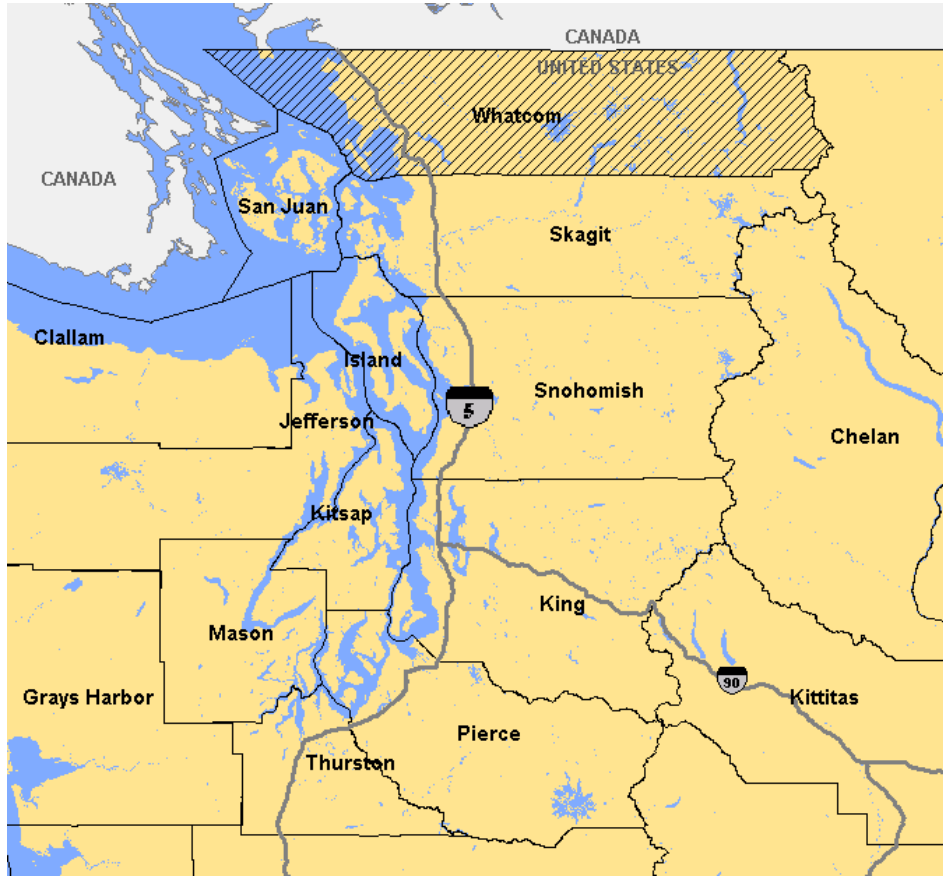 CANADA
UNITED STATES
Whatcom
CANADA
San Juan
Skagit
Clallam
Island
Snohomish
5
Jefferson
Chelan
Kitsap
King
Mason
90
Grays Harbor
Kittitas
Pierce
Thurston